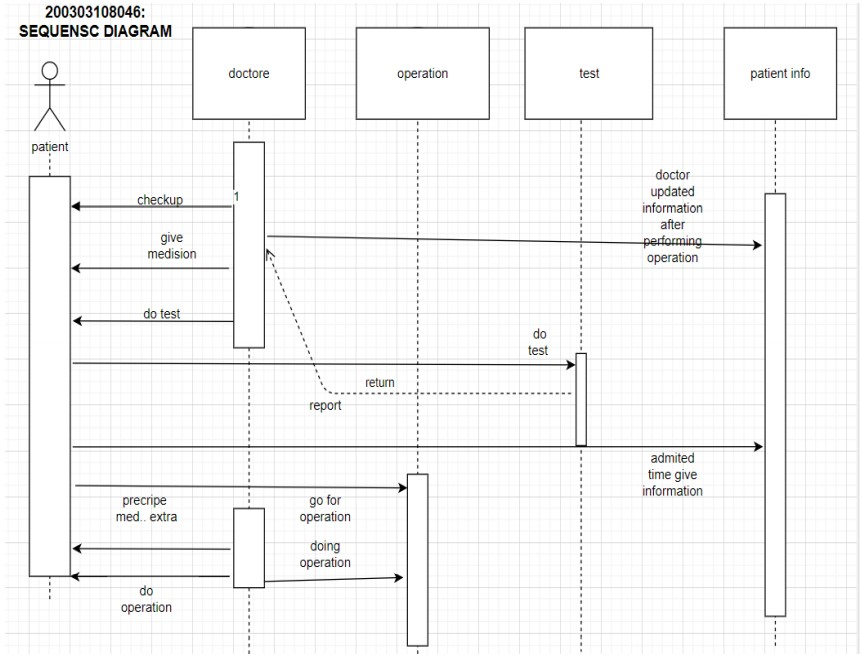 200303108046:
SEQUENSC DIAGRAM
doctore
operation
test
patient info
patient
checkup
1
doctor
updated
information
after
performing
operation
give
medision
do test
do
test
return
report
admited
time give
information
precripe
med.. extra
go for
operation
doing
operation
do
operation